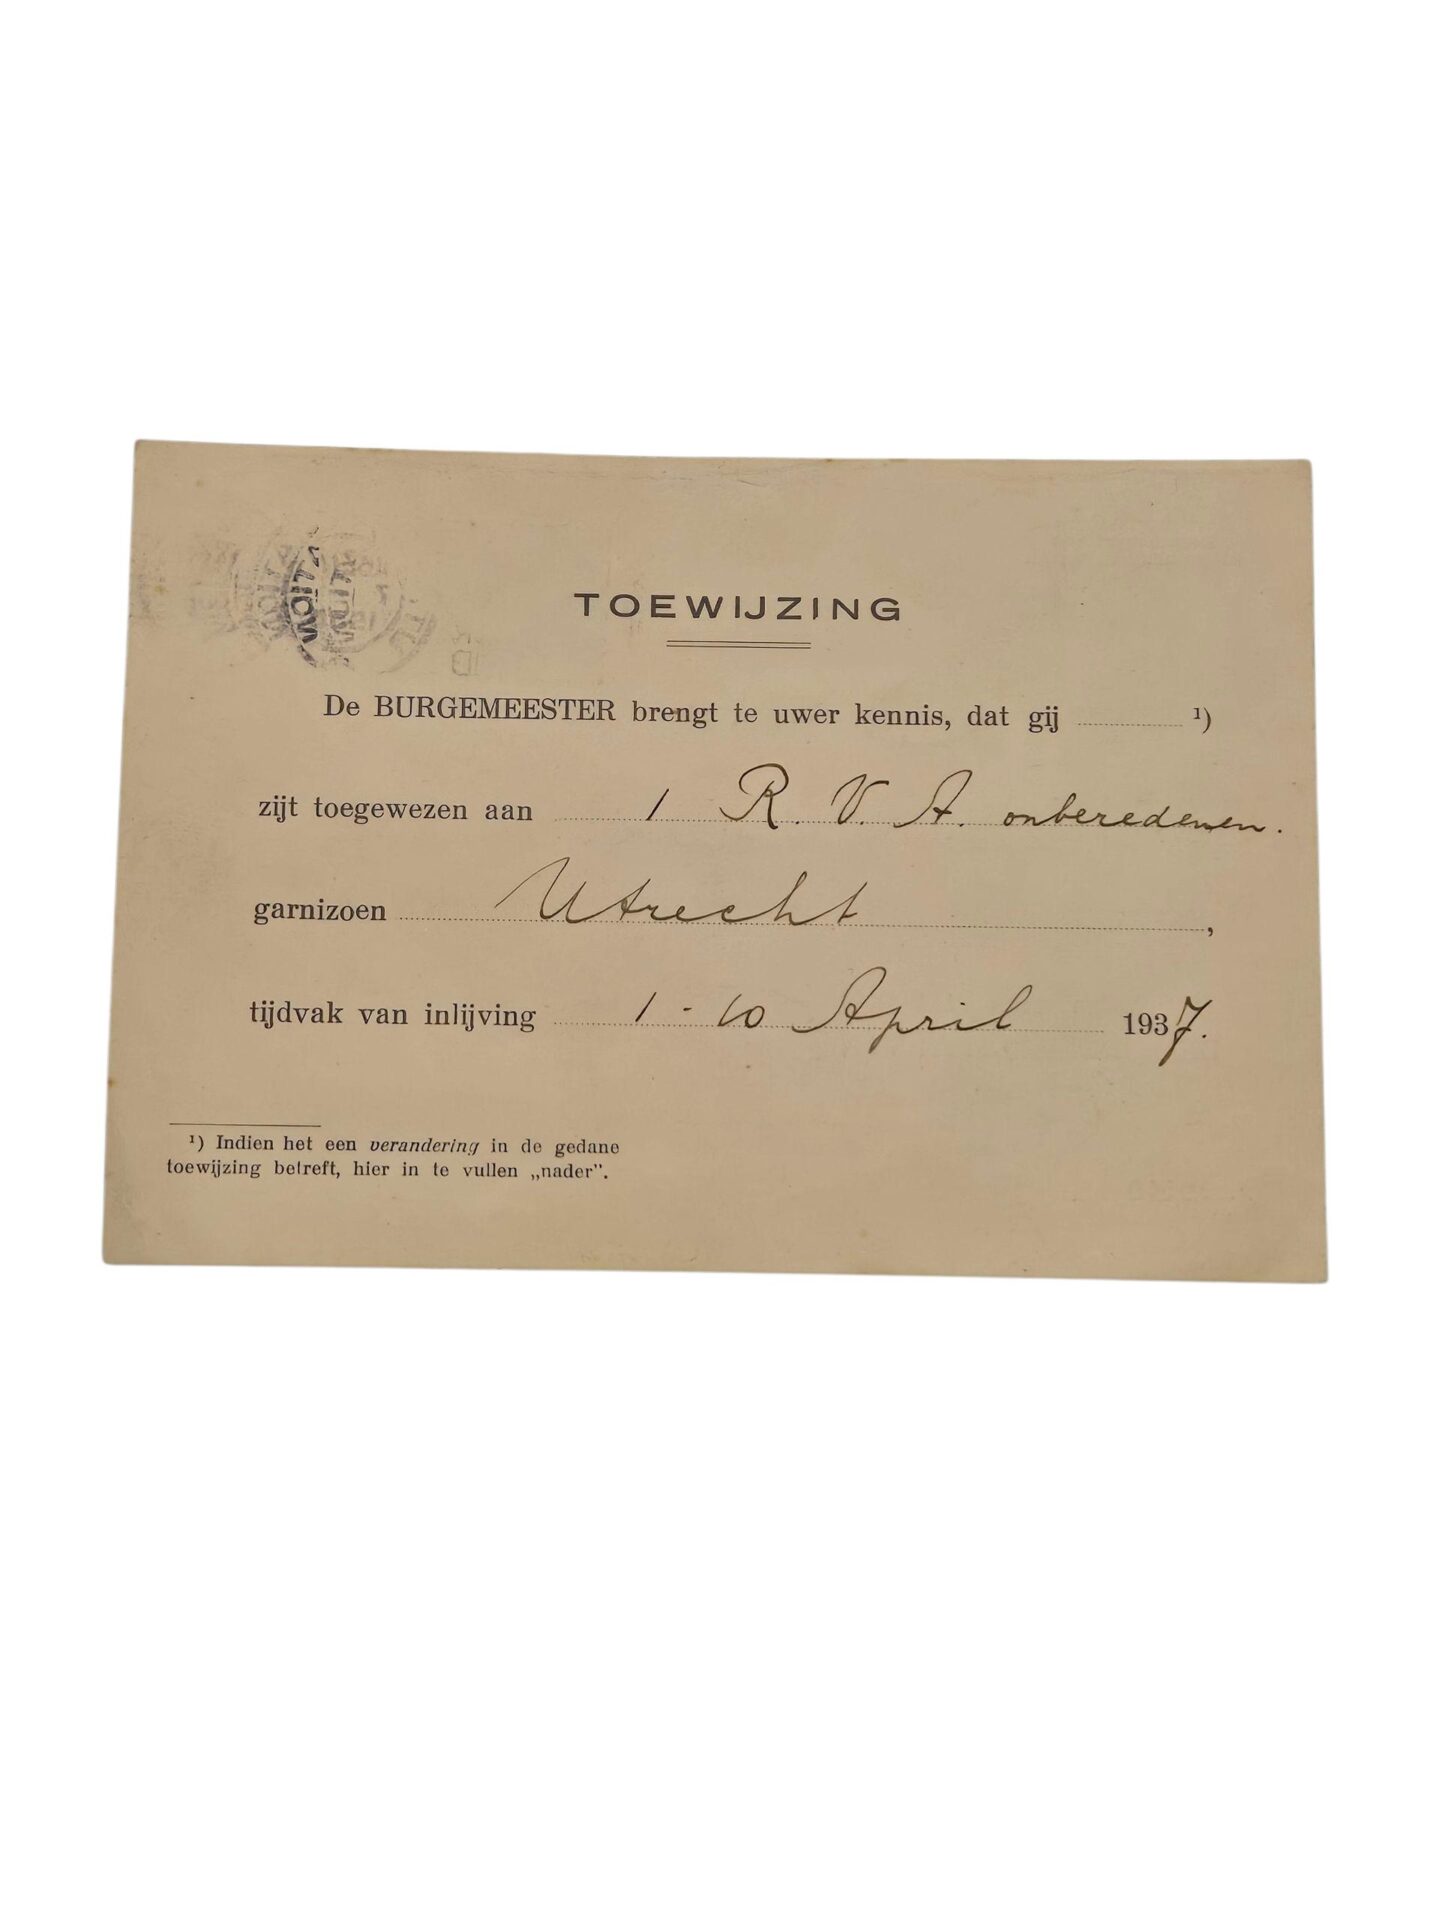 TOEWIJZING
De BURGEMEESTER brengt te uwer kennis, dat gij ¹)
zijt toegewezen aan 1 R. V. A. onberedenen.
garnizoen Utrecht,
tijdvak van inlijving 1 - 10 April 1937.
¹) Indien het een verandering in de gedane
toewijzing betreft, hier in te vullen „nader".